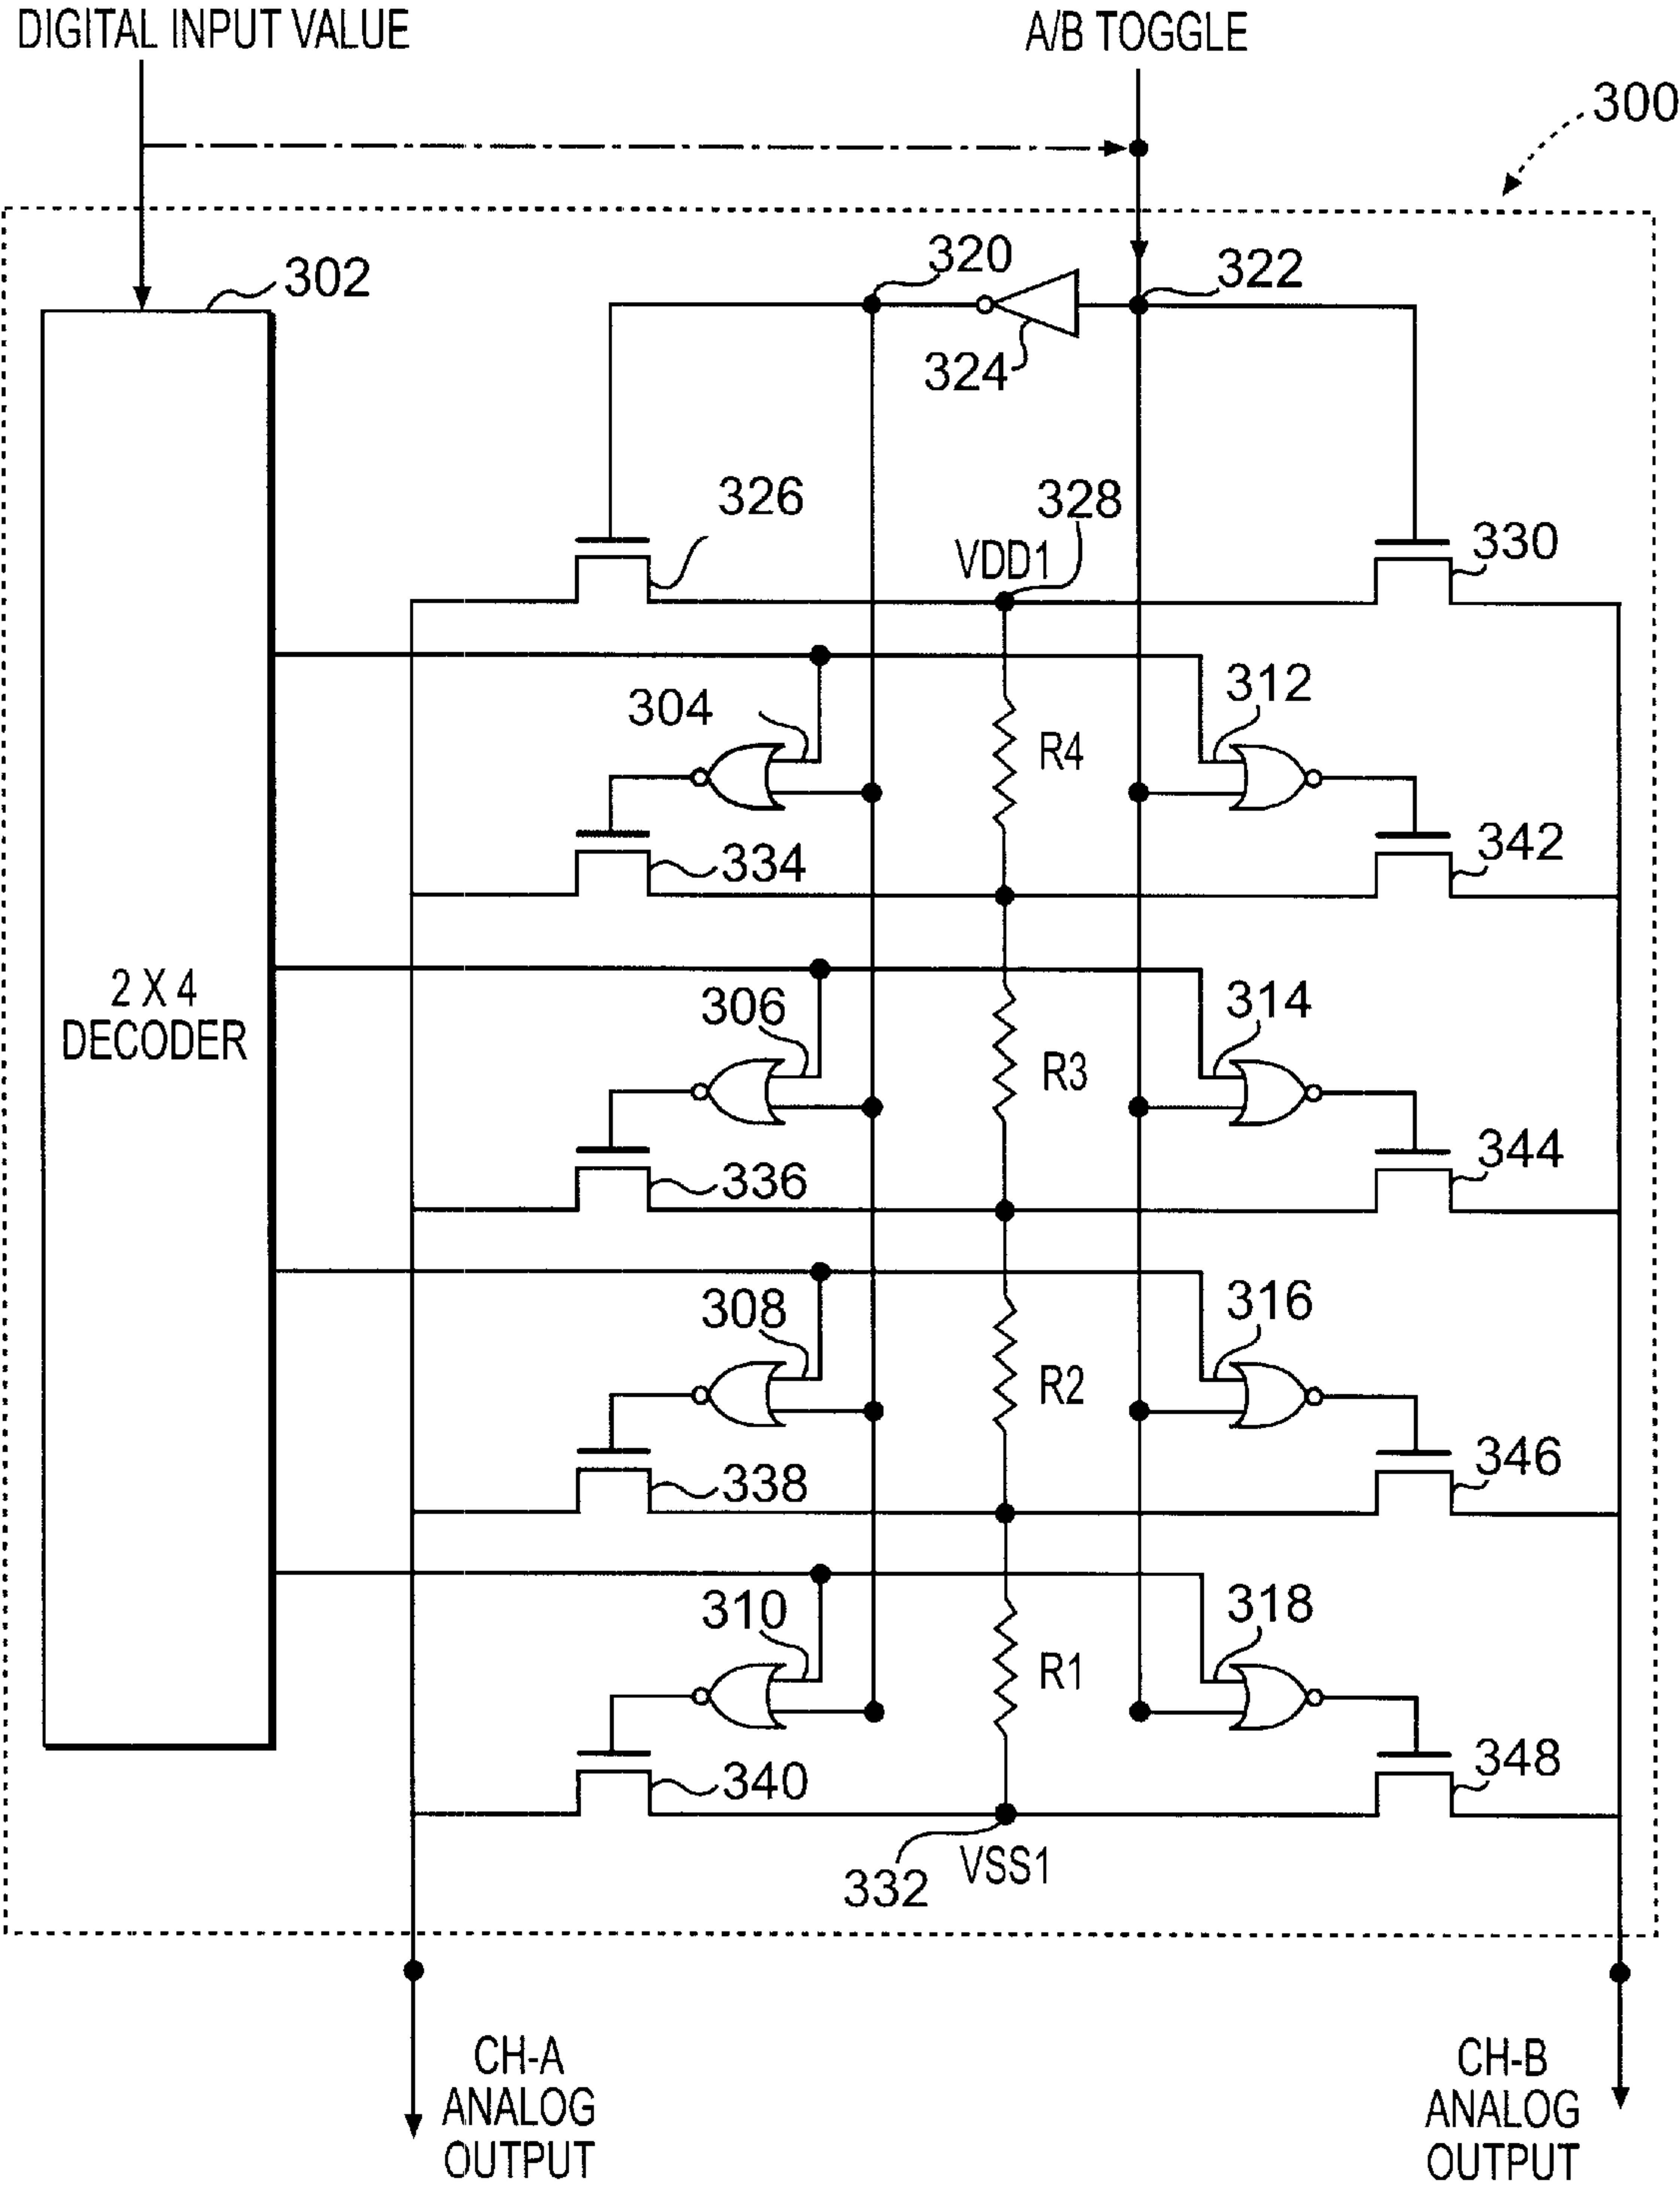 DIGITAL INPUT VALUE
A/B TOGGLE
300
302
320
322
324
326
328
VDD1
330
304
312
R4
334
342
306
314
R3
336
344
308
316
R2
338
346
310
318
R1
340
348
332
VSS1
2 X 4
DECODER
CH-A
ANALOG
OUTPUT
CH-B
ANALOG
OUTPUT